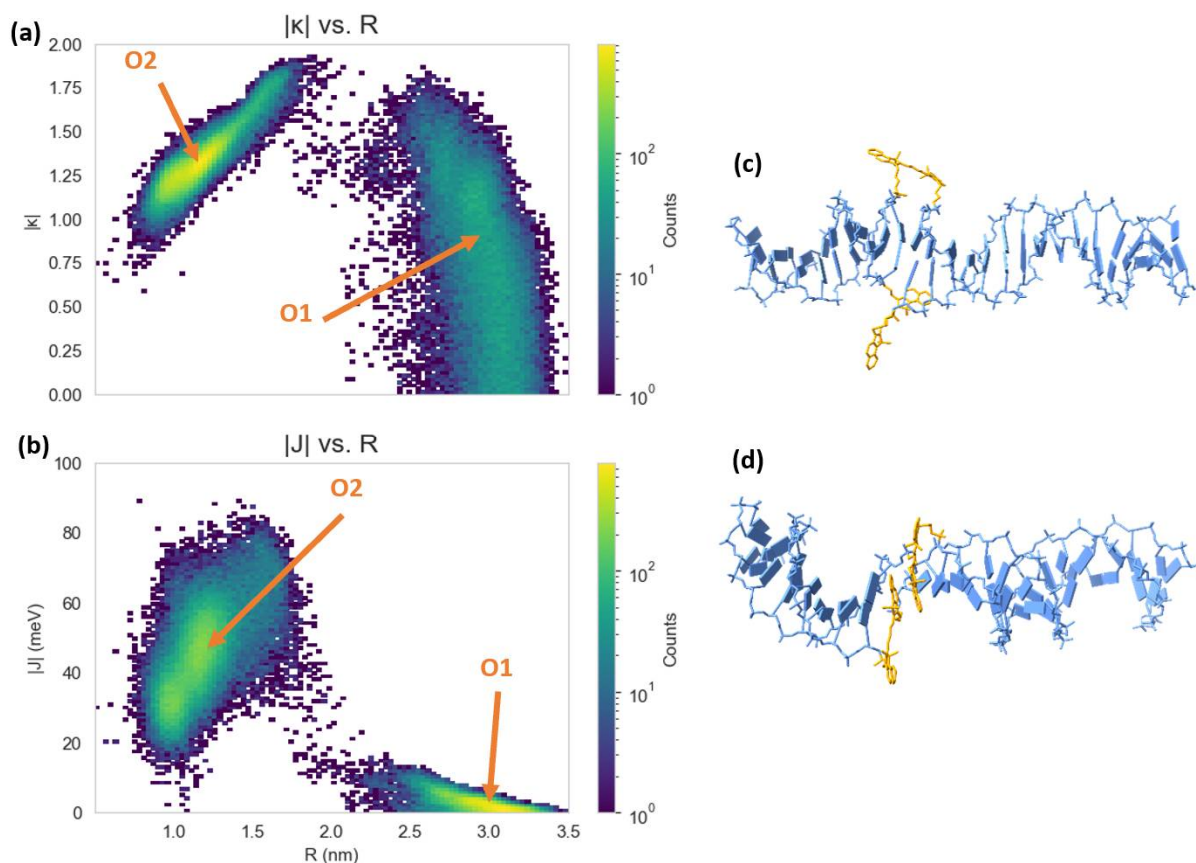 (a)
|κ| vs. R
2.00
1.75
1.50
1.25
1.00
0.75
0.50
0.25
0.00
|κ|
O2
O1
10²
10¹
10⁰
Counts
(b)
|J| vs. R
100
80
60
40
20
0
|J| (meV)
O2
O1
1.0 1.5 2.0 2.5 3.0 3.5
R (nm)
10²
10¹
10⁰
Counts
(c)
(d)